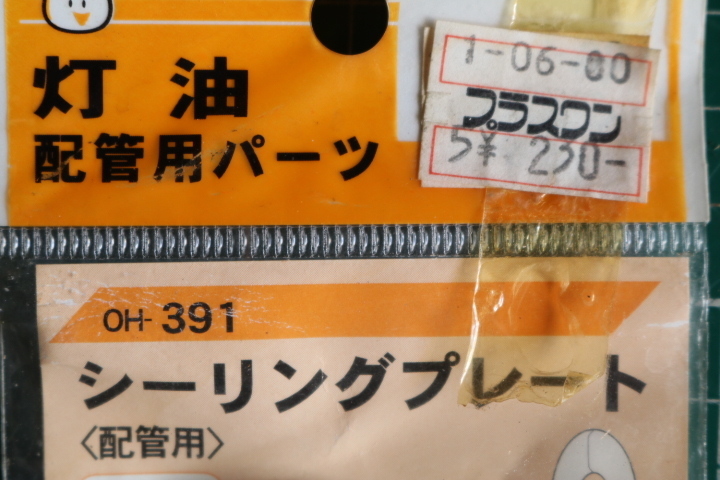 灯油
配管用パーツ
1-06-00
プラスワン
5¥ 230-
OH-391
シーリングプレート
〈配管用〉